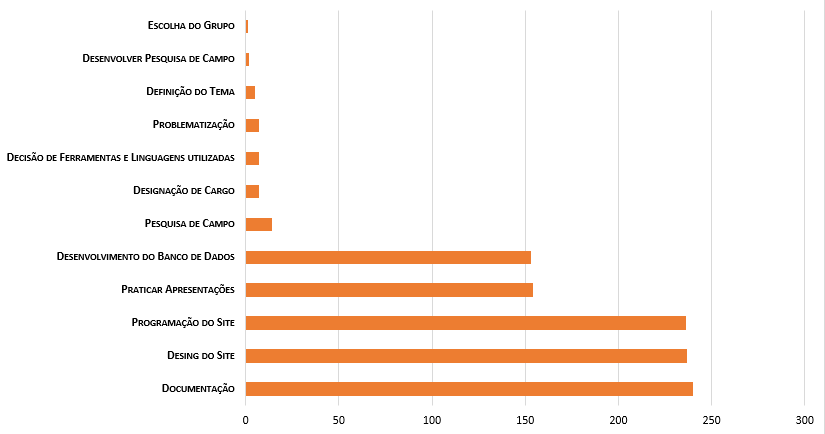 Escolha do Grupo
Desenvolver Pesquisa de Campo
Definição do Tema
Problematização
Decisão de Ferramentas e Linguagens utilizadas
Designação de Cargo
Pesquisa de Campo
Desenvolvimento do Banco de Dados
Praticar Apresentações
Programação do Site
Desing do Site
Documentação
0 50 100 150 200 250 300